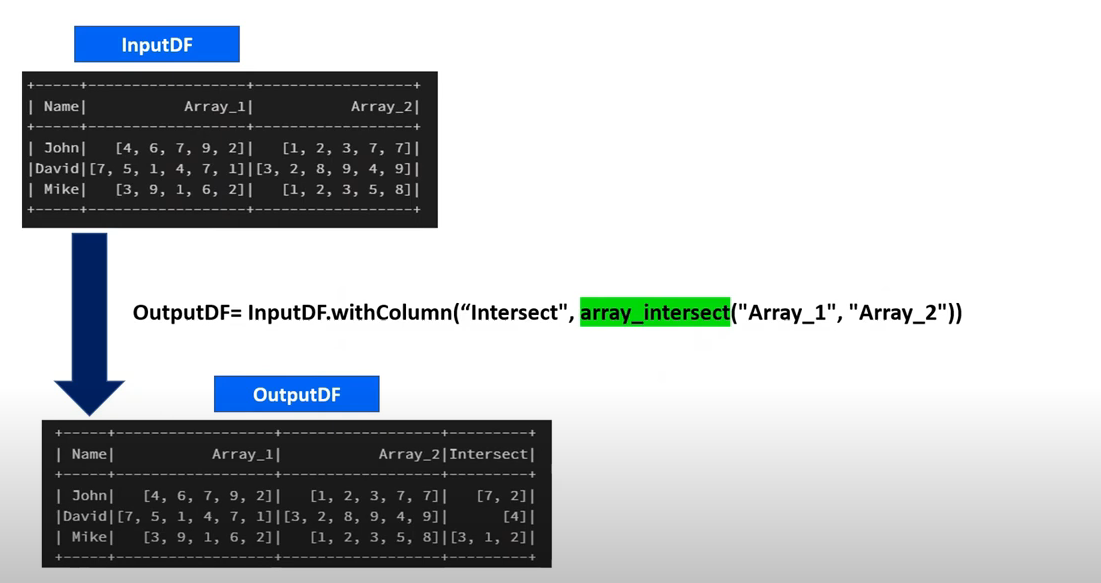 InputDF
+-----+------------------+------------------+
| Name|           Array_1|           Array_2|
+-----+------------------+------------------+
| John|   [4, 6, 7, 9, 2]|   [1, 2, 3, 7, 7]|
|David|[7, 5, 1, 4, 7, 1]|[3, 2, 8, 9, 4, 9]|
| Mike|   [3, 9, 1, 6, 2]|   [1, 2, 3, 5, 8]|
+-----+------------------+------------------+
OutputDF= InputDF.withColumn(“Intersect", array_intersect("Array_1", "Array_2"))
OutputDF
+-----+------------------+------------------+---------+
| Name|           Array_1|           Array_2|Intersect|
+-----+------------------+------------------+---------+
| John|   [4, 6, 7, 9, 2]|   [1, 2, 3, 7, 7]|   [7, 2]|
|David|[7, 5, 1, 4, 7, 1]|[3, 2, 8, 9, 4, 9]|      [4]|
| Mike|   [3, 9, 1, 6, 2]|   [1, 2, 3, 5, 8]|[3, 1, 2]|
+-----+------------------+------------------+---------+